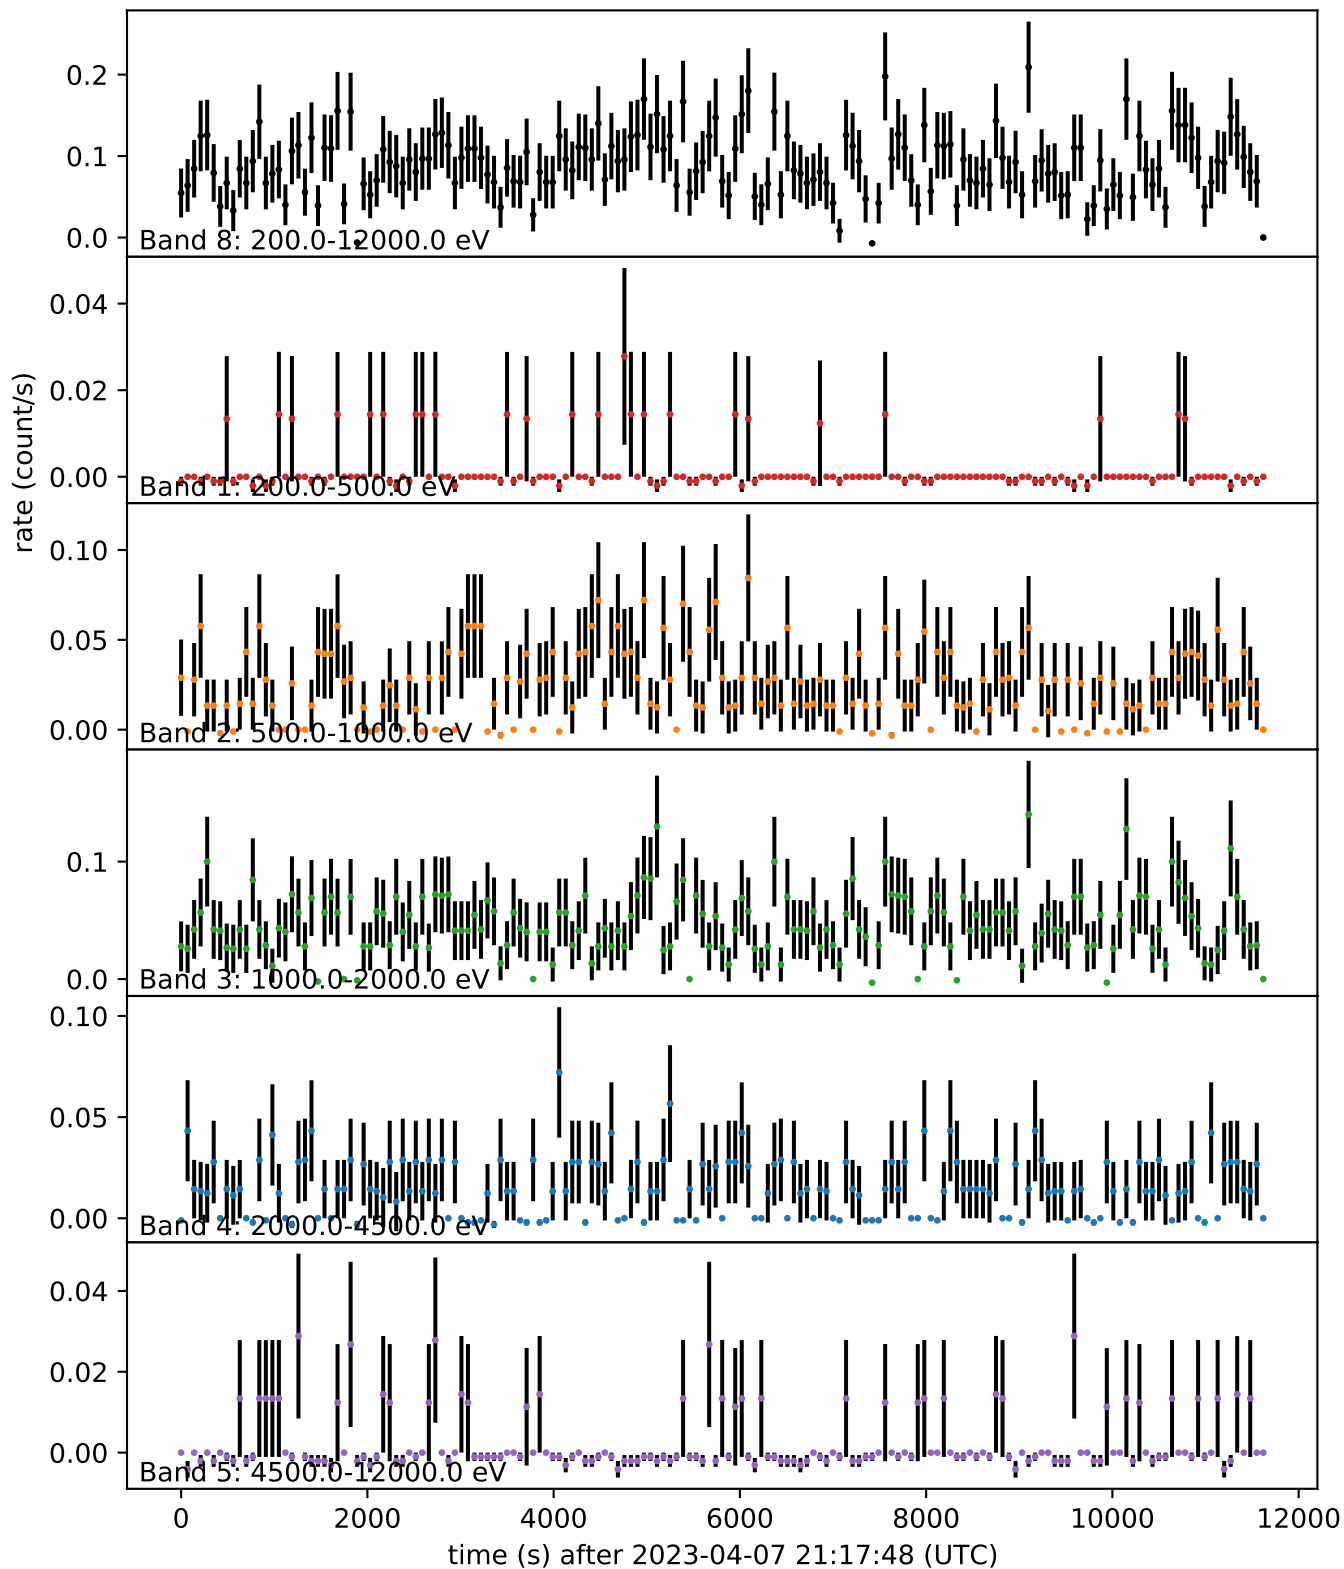 0.2
0.1
0.0
Band 8: 200.0-12000.0 eV
0.04
0.02
0.00
Band 1: 200.0-500.0 eV
rate (count/s)
0.10
0.05
0.00
Band 2: 500.0-1000.0 eV
0.1
0.0
Band 3: 1000.0-2000.0 eV
0.10
0.05
0.00
Band 4: 2000.0-4500.0 eV
0.04
0.02
0.00
Band 5: 4500.0-12000.0 eV
0 2000 4000 6000 8000 10000 12000
time (s) after 2023-04-07 21:17:48 (UTC)